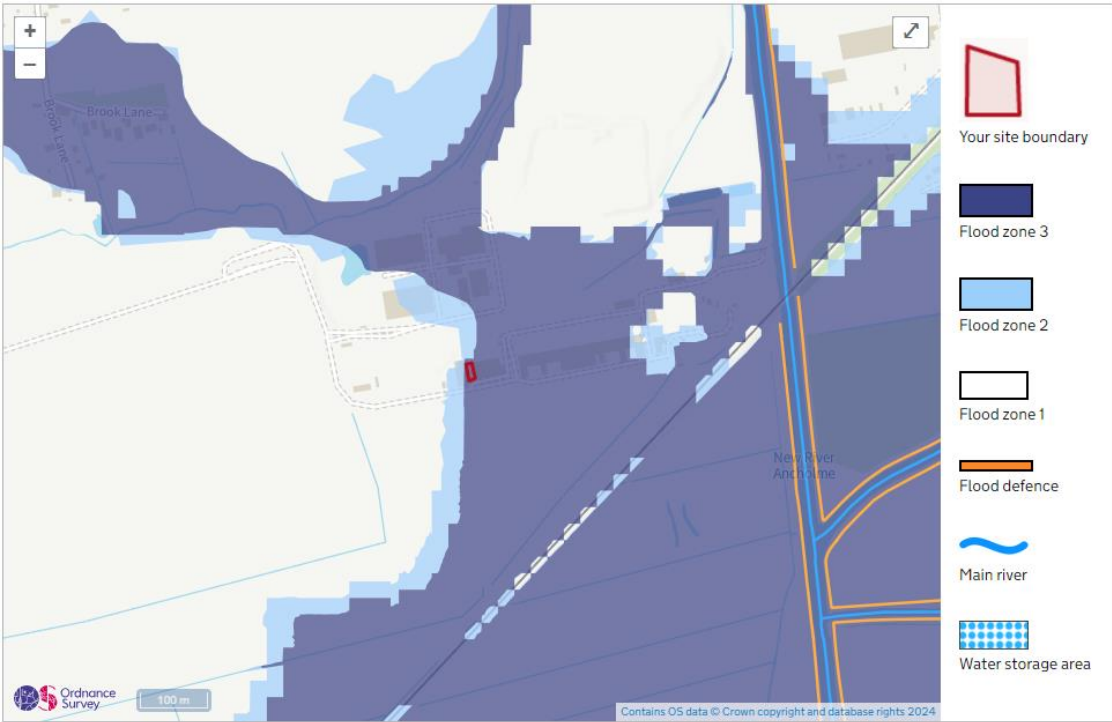 +
−
Brook Lane
Brook Lane
New River
Ancholme
Ordnance
Survey
100 m
Contains OS data © Crown copyright and database rights 2024
Your site boundary
Flood zone 3
Flood zone 2
Flood zone 1
Flood defence
Main river
Water storage area